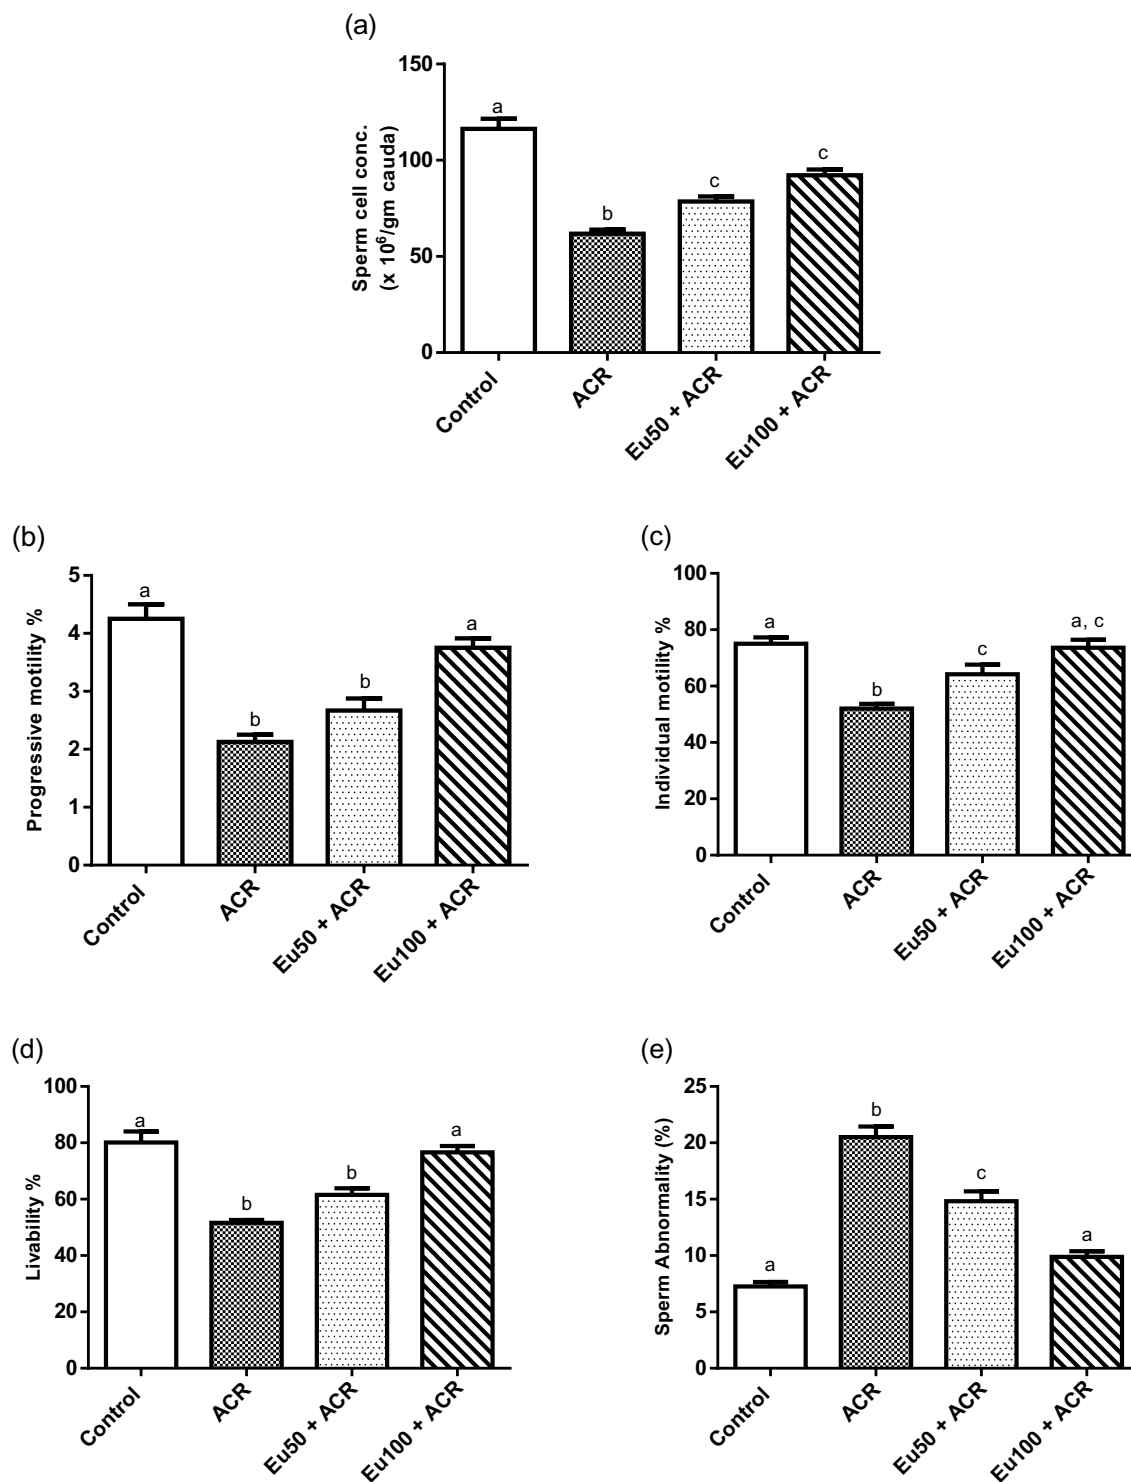 (a)
Sperm cell conc.
(x 10⁶/gm cauda)
150
100
50
0
a
b
c
c
Control
ACR
Eu50 + ACR
Eu100 + ACR
(b)
Progressive motility %
5
4
3
2
1
0
a
b
b
a
Control
ACR
Eu50 + ACR
Eu100 + ACR
(c)
Individual motility %
100
80
60
40
20
0
a
b
c
a, c
Control
ACR
Eu50 + ACR
Eu100 + ACR
(d)
Livability %
100
80
60
40
20
0
a
b
b
a
Control
ACR
Eu50 + ACR
Eu100 + ACR
(e)
Sperm Abnormality (%)
25
20
15
10
5
0
a
b
c
a
Control
ACR
Eu50 + ACR
Eu100 + ACR